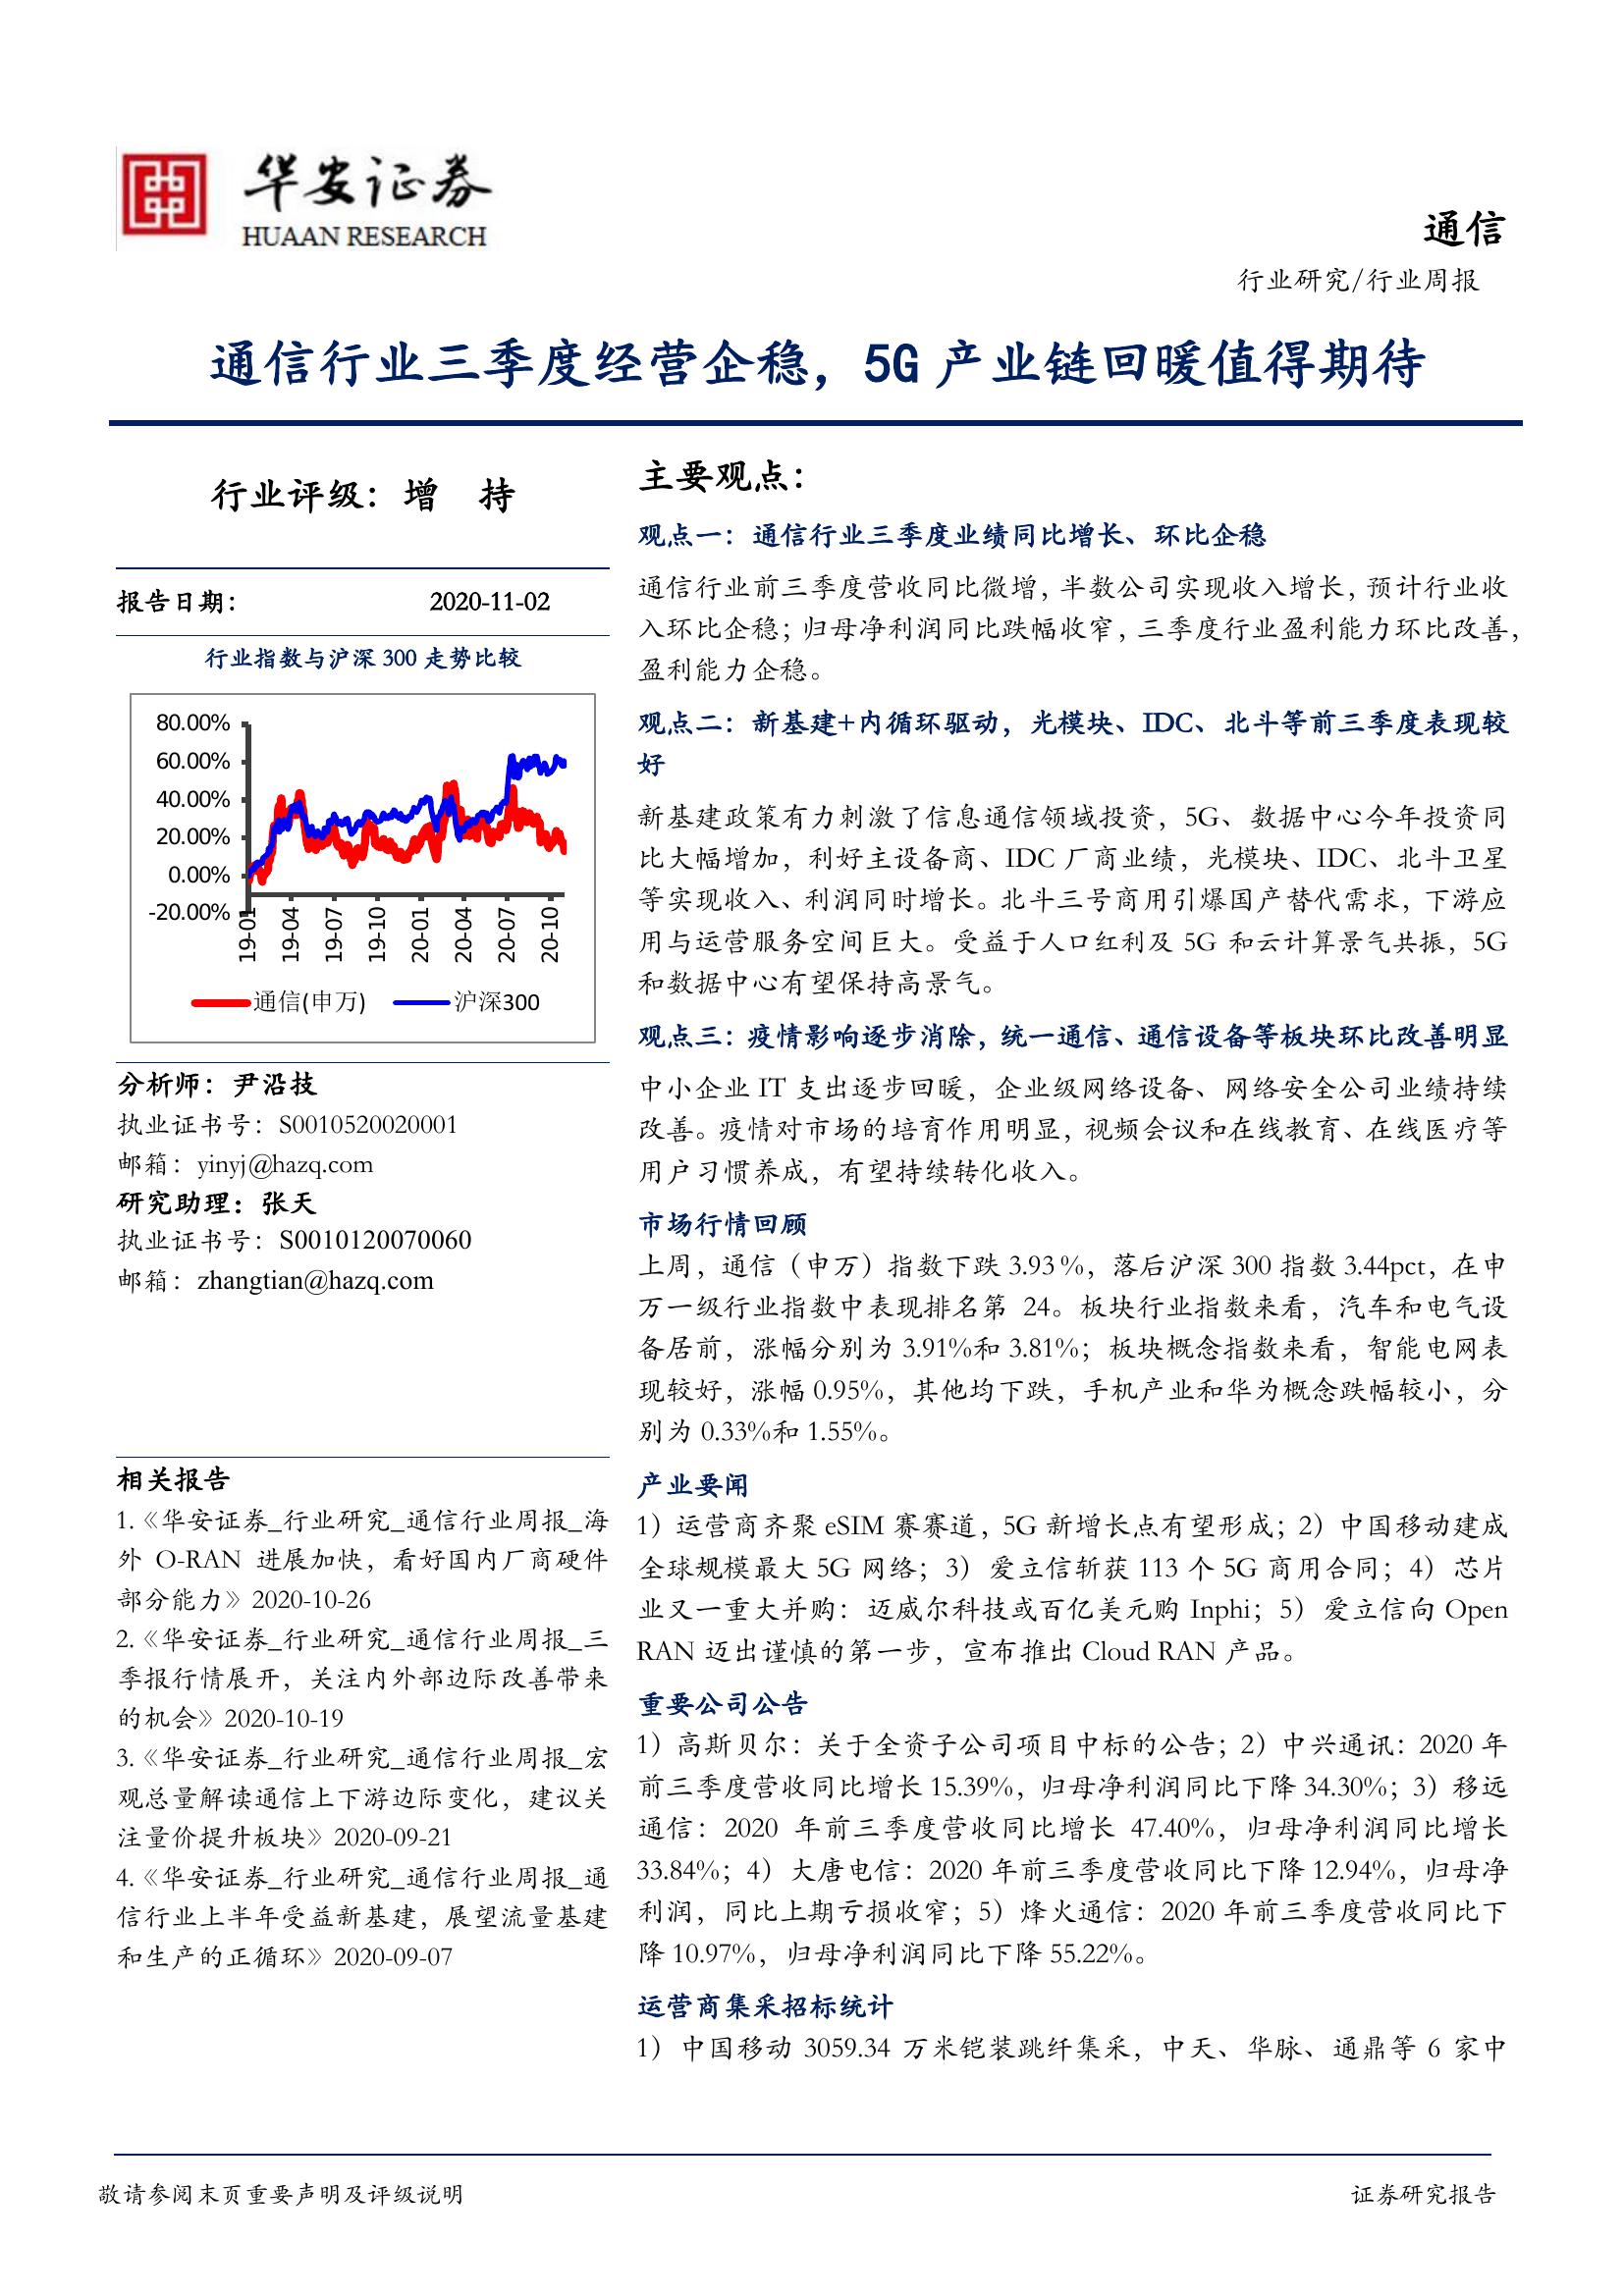 华安证券
HUAAN RESEARCH
通信
行业研究/行业周报
通信行业三季度经营企稳，5G 产业链回暖值得期待
行业评级：增 持
报告日期： 2020-11-02
行业指数与沪深 300 走势比较
80.00%
60.00%
40.00%
20.00%
0.00%
-20.00%
19-01
19-04
19-07
19-10
20-01
20-04
20-07
20-10
通信(申万) 沪深300
分析师：尹沿技
执业证书号：S0010520020001
邮箱：yinyj@hazq.com
研究助理：张天
执业证书号：S0010120070060
邮箱：zhangtian@hazq.com
相关报告
1.《华安证券_行业研究_通信行业周报_海
外 O-RAN 进展加快，看好国内厂商硬件
部分能力》2020-10-26
2.《华安证券_行业研究_通信行业周报_三
季报行情展开，关注内外部边际改善带来
的机会》2020-10-19
3.《华安证券_行业研究_通信行业周报_宏
观总量解读通信上下游边际变化，建议关
注量价提升板块》2020-09-21
4.《华安证券_行业研究_通信行业周报_通
信行业上半年受益新基建，展望流量基建
和生产的正循环》2020-09-07
主要观点：
观点一：通信行业三季度业绩同比增长、环比企稳
通信行业前三季度营收同比微增，半数公司实现收入增长，预计行业收
入环比企稳；归母净利润同比跌幅收窄，三季度行业盈利能力环比改善，
盈利能力企稳。
观点二：新基建+内循环驱动，光模块、IDC、北斗等前三季度表现较
好
新基建政策有力刺激了信息通信领域投资，5G、数据中心今年投资同
比大幅增加，利好主设备商、IDC 厂商业绩，光模块、IDC、北斗卫星
等实现收入、利润同时增长。北斗三号商用引爆国产替代需求，下游应
用与运营服务空间巨大。受益于人口红利及 5G 和云计算景气共振，5G
和数据中心有望保持高景气。
观点三：疫情影响逐步消除，统一通信、通信设备等板块环比改善明显
中小企业 IT 支出逐步回暖，企业级网络设备、网络安全公司业绩持续
改善。疫情对市场的培育作用明显，视频会议和在线教育、在线医疗等
用户习惯养成，有望持续转化收入。
市场行情回顾
上周，通信（申万）指数下跌 3.93%，落后沪深 300 指数 3.44pct，在申
万一级行业指数中表现排名第 24。板块行业指数来看，汽车和电气设
备居前，涨幅分别为 3.91%和 3.81%；板块概念指数来看，智能电网表
现较好，涨幅 0.95%，其他均下跌，手机产业和华为概念跌幅较小，分
别为 0.33%和 1.55%。
产业要闻
1）运营商齐聚 eSIM 赛赛道，5G 新增长点有望形成；2）中国移动建成
全球规模最大 5G 网络；3）爱立信斩获 113 个 5G 商用合同；4）芯片
业又一重大并购：迈威尔科技或百亿美元购 Inphi；5）爱立信向 Open
RAN 迈出谨慎的第一步，宣布推出 Cloud RAN 产品。
重要公司公告
1）高斯贝尔：关于全资子公司项目中标的公告；2）中兴通讯：2020 年
前三季度营收同比增长 15.39%，归母净利润同比下降 34.30%；3）移远
通信：2020 年前三季度营收同比增长 47.40%，归母净利润同比增长
33.84%；4）大唐电信：2020 年前三季度营收同比下降 12.94%，归母净
利润，同比上期亏损收窄；5）烽火通信：2020 年前三季度营收同比下
降 10.97%，归母净利润同比下降 55.22%。
运营商集采招标统计
1）中国移动 3059.34 万米铠装跳纤集采，中天、华脉、通鼎等 6 家中
敬请参阅末页重要声明及评级说明 证券研究报告